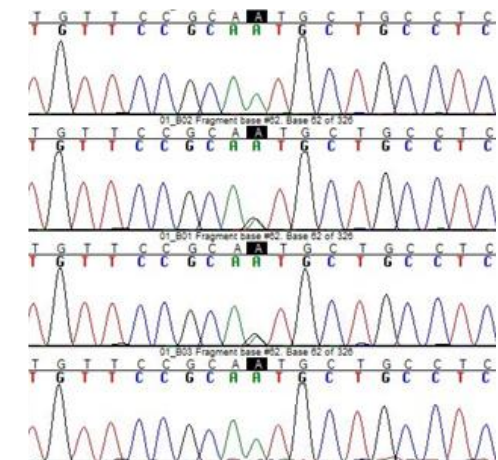 T G T T C C G C A A T G C T G C C T C
T G T T C C G C A A T G C T G C C T C
01_B02 Fragment base #62. Base 62 of 326
T G T T C C G C A A T G C T G C C T C
T G T T C C G C A A T G C T G C C T C
01_B01 Fragment base #62. Base 62 of 326
T G T T C C G C A A T G C T G C C T C
T G T T C C G C A A T G C T G C C T C
01_B03 Fragment base #62. Base 62 of 326
T G T T C C G C A A T G C T G C C T C
T G T T C C G C A A T G C T G C C T C